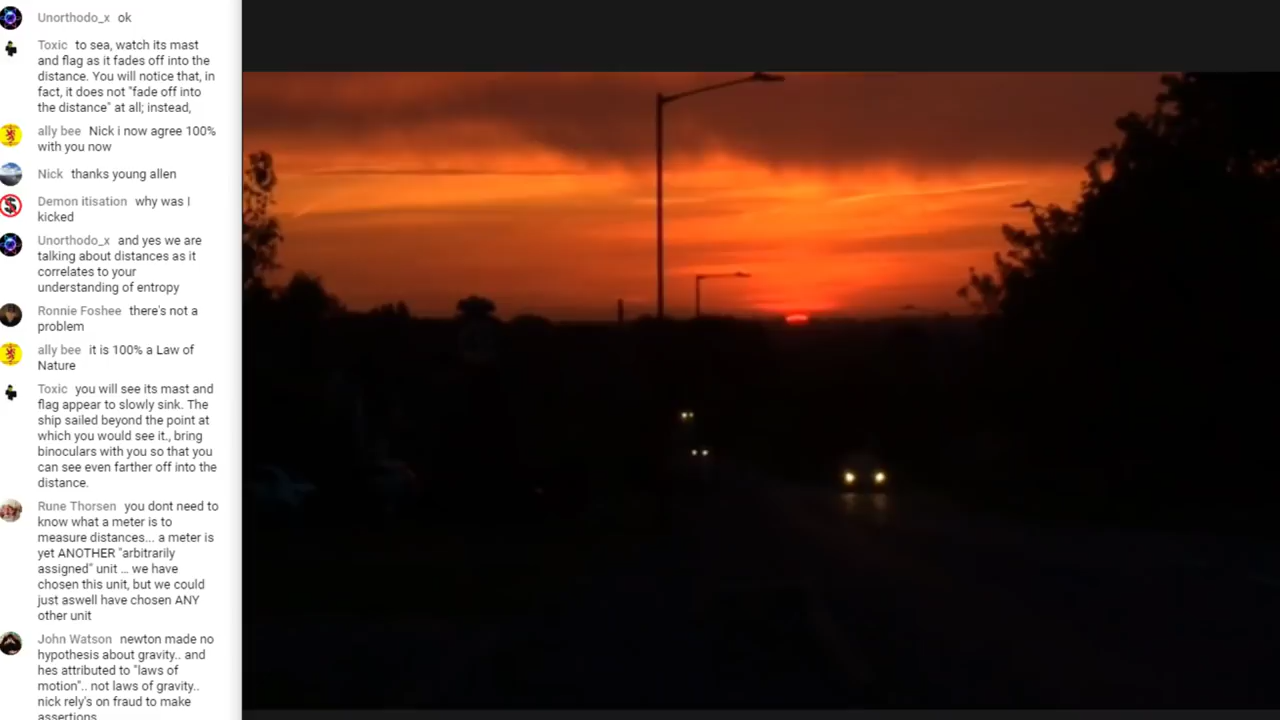 Unorthodo_x ok
Toxic to sea, watch its mast
and flag as it fades off into the
distance. You will notice that, in
fact, it does not "fade off into
the distance" at all; instead,
ally bee Nick i now agree 100%
with you now
Nick thanks young allen
Demon itisation why was I
kicked
Unorthodo_x and yes we are
talking about distances as it
correlates to your
understanding of entropy
Ronnie Foshee there's not a
problem
ally bee it is 100% a Law of
Nature
Toxic you will see its mast and
flag appear to slowly sink. The
ship sailed beyond the point at
which you would see it., bring
binoculars with you so that you
can see even farther off into the
distance.
Rune Thorsen you dont need to
know what a meter is to
measure distances... a meter is
yet ANOTHER "arbitrarily
assigned" unit ... we have
chosen this unit, but we could
just aswell have chosen ANY
other unit
John Watson newton made no
hypothesis about gravity.. and
hes attributed to "laws of
motion".. not laws of gravity..
nick rely's on fraud to make
assertions